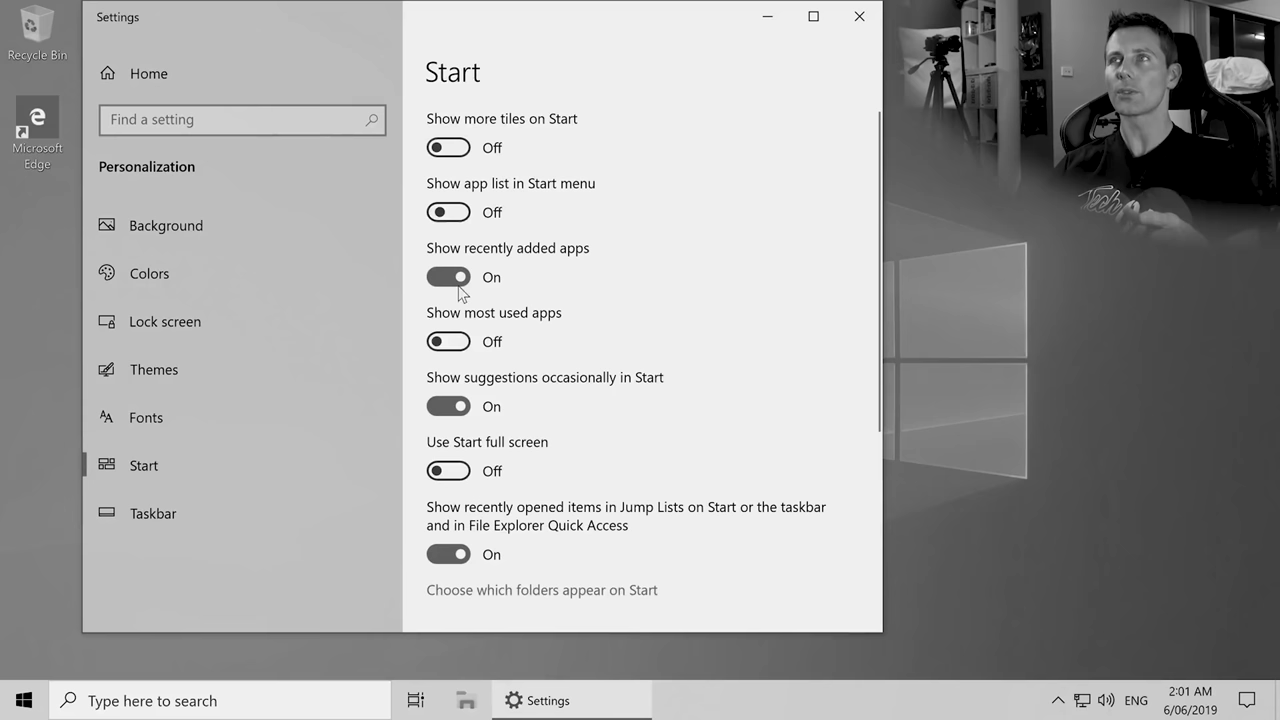 Recycle Bin
Microsoft
Edge
Settings
Home
Find a setting
Personalization
Background
Colors
Lock screen
Themes
Fonts
Start
Taskbar
Start
Show more tiles on Start
Off
Show app list in Start menu
Off
Show recently added apps
On
Show most used apps
Off
Show suggestions occasionally in Start
On
Use Start full screen
Off
Show recently opened items in Jump Lists on Start or the taskbar
and in File Explorer Quick Access
On
Choose which folders appear on Start
Tech
Type here to search
Settings
ENG
2:01 AM
6/06/2019